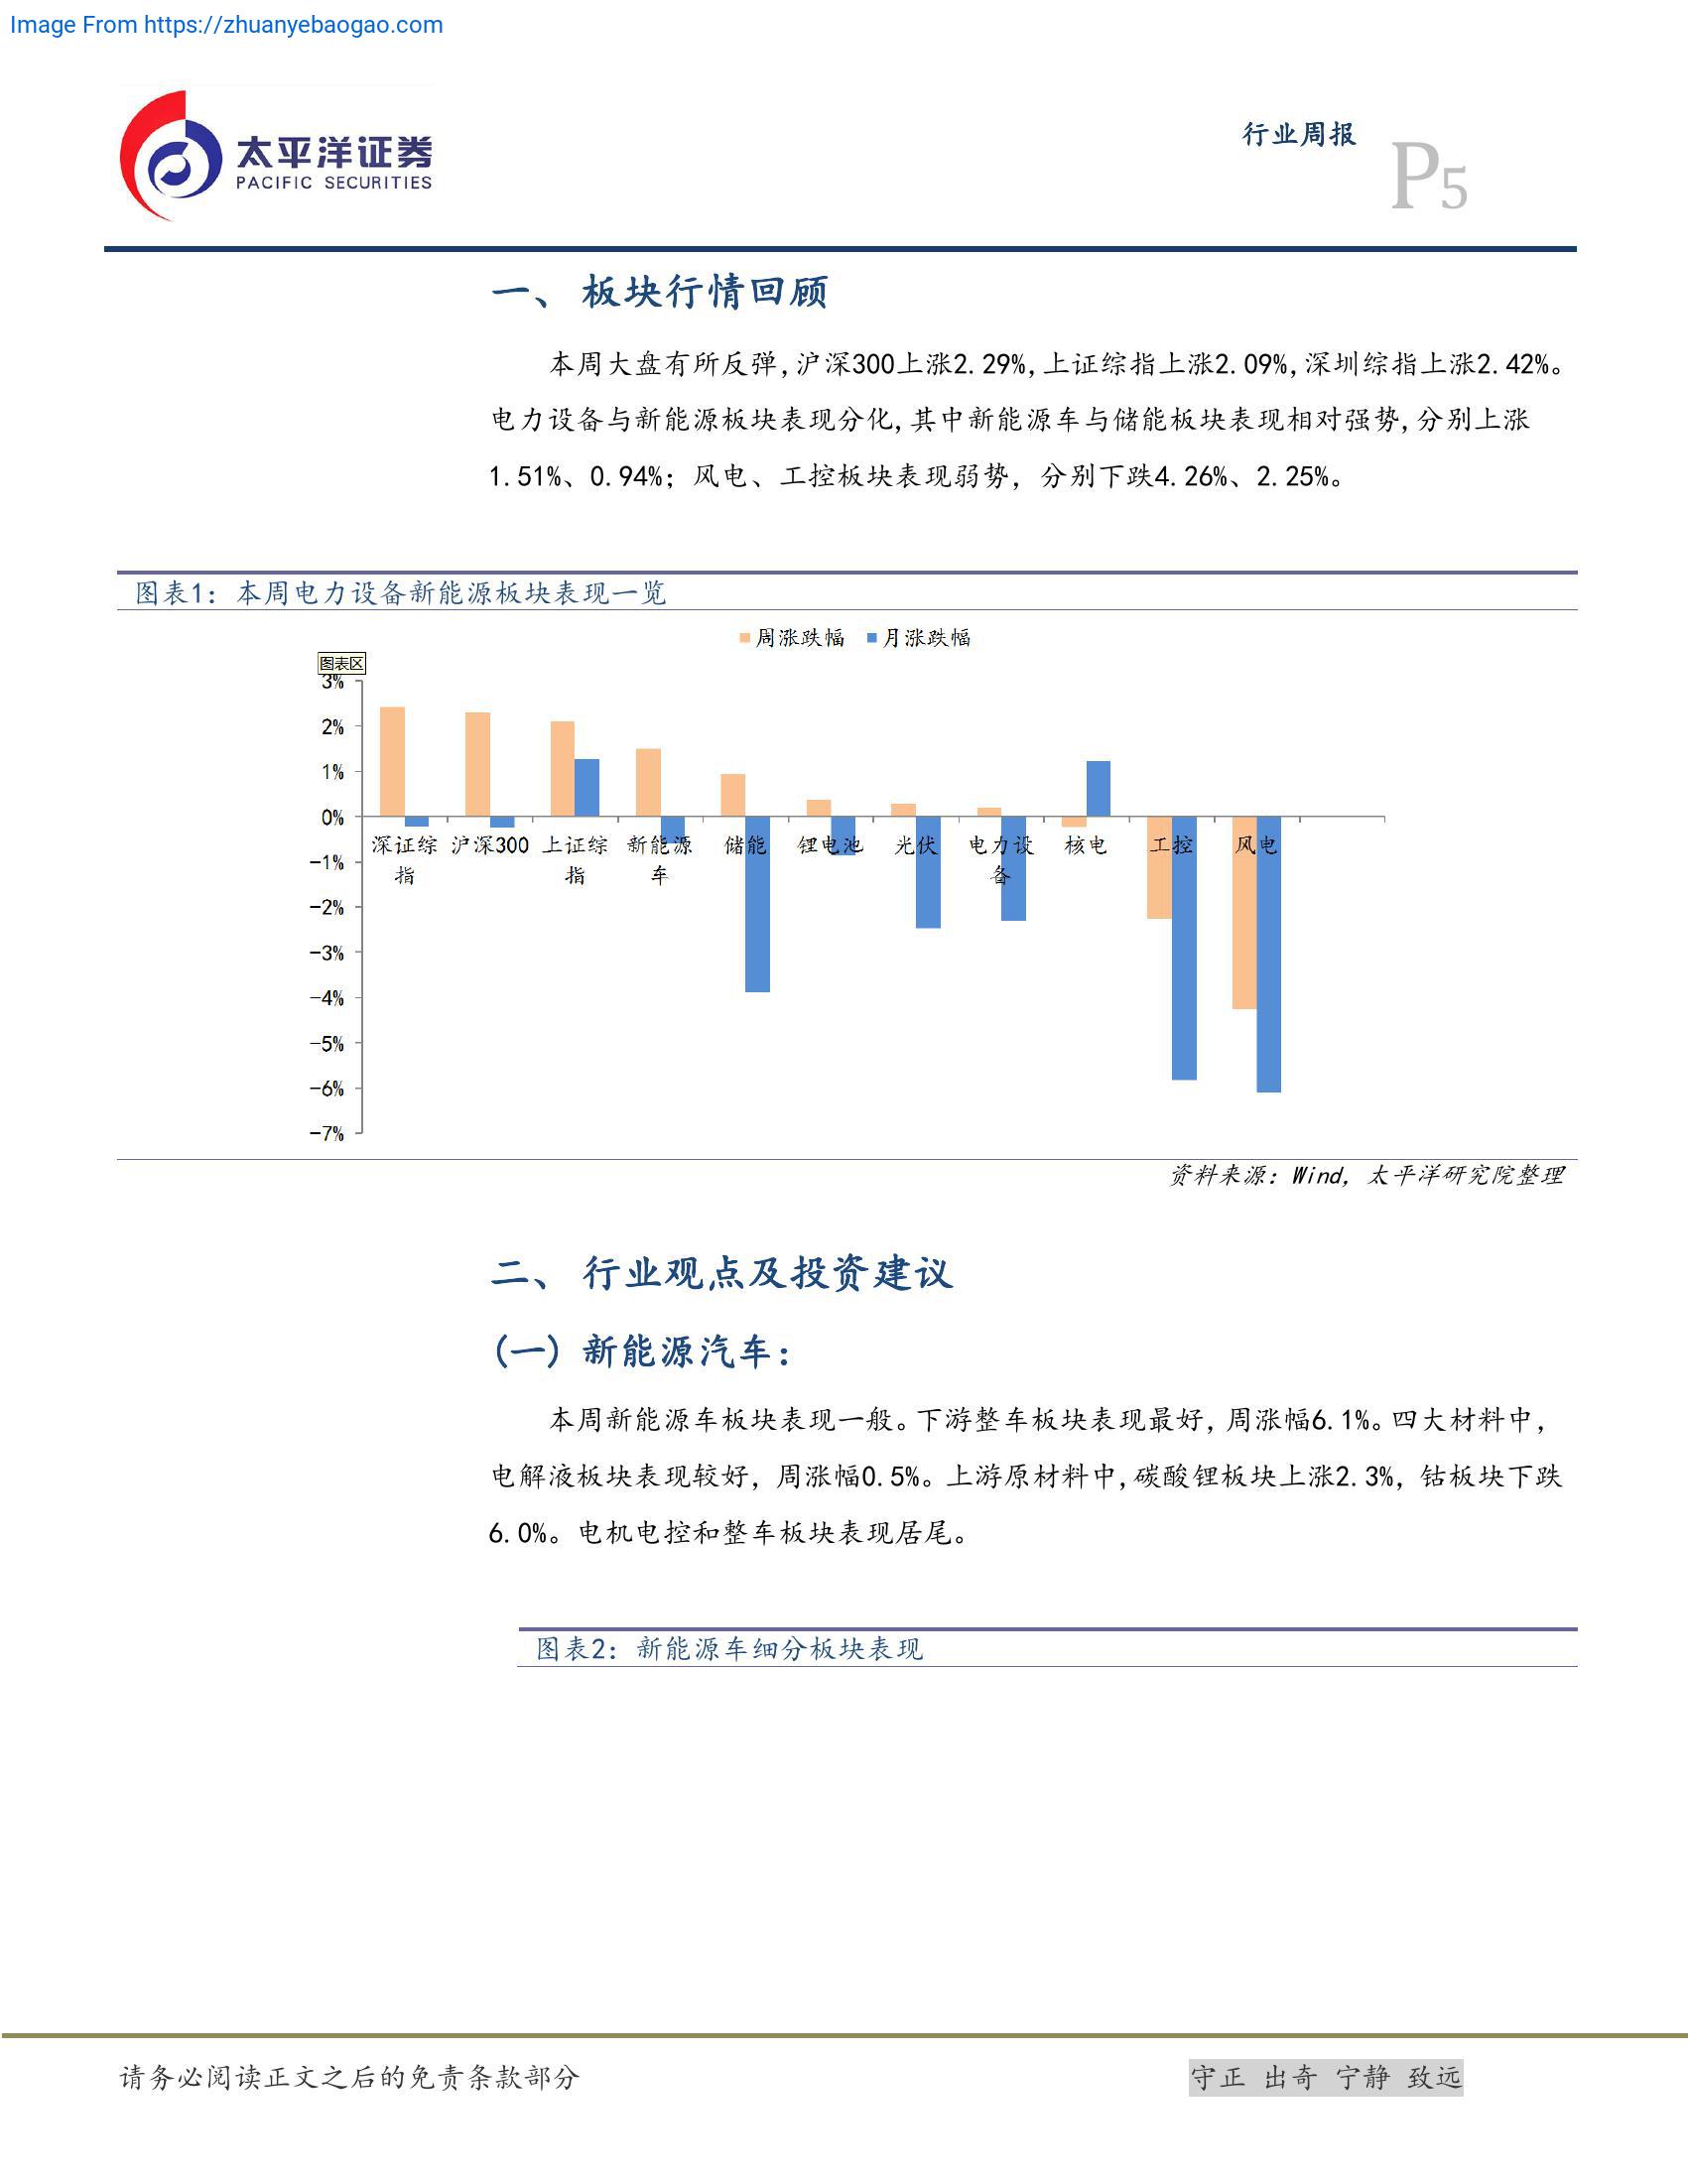 Image From https://zhuanyebaogao.com
太平洋证券
PACIFIC SECURITIES
行业周报
P5
一、 板块行情回顾
本周大盘有所反弹,沪深300上涨2.29%,上证综指上涨2.09%,深圳综指上涨2.42%。
电力设备与新能源板块表现分化,其中新能源车与储能板块表现相对强势,分别上涨
1.51%、0.94%；风电、工控板块表现弱势，分别下跌4.26%、2.25%。
图表1：本周电力设备新能源板块表现一览
周涨跌幅 月涨跌幅
图表区
3%
2%
1%
0%
-1%
-2%
-3%
-4%
-5%
-6%
-7%
深证综指
沪深300
上证综指
新能源车
储能
锂电池
光伏
电力设备
核电
工控
风电
资料来源：Wind，太平洋研究院整理
二、 行业观点及投资建议
(一) 新能源汽车：
本周新能源车板块表现一般。下游整车板块表现最好，周涨幅6.1%。四大材料中，
电解液板块表现较好，周涨幅0.5%。上游原材料中,碳酸锂板块上涨2.3%，钴板块下跌
6.0%。电机电控和整车板块表现居尾。
图表2：新能源车细分板块表现
请务必阅读正文之后的免责条款部分
守正 出奇 宁静 致远